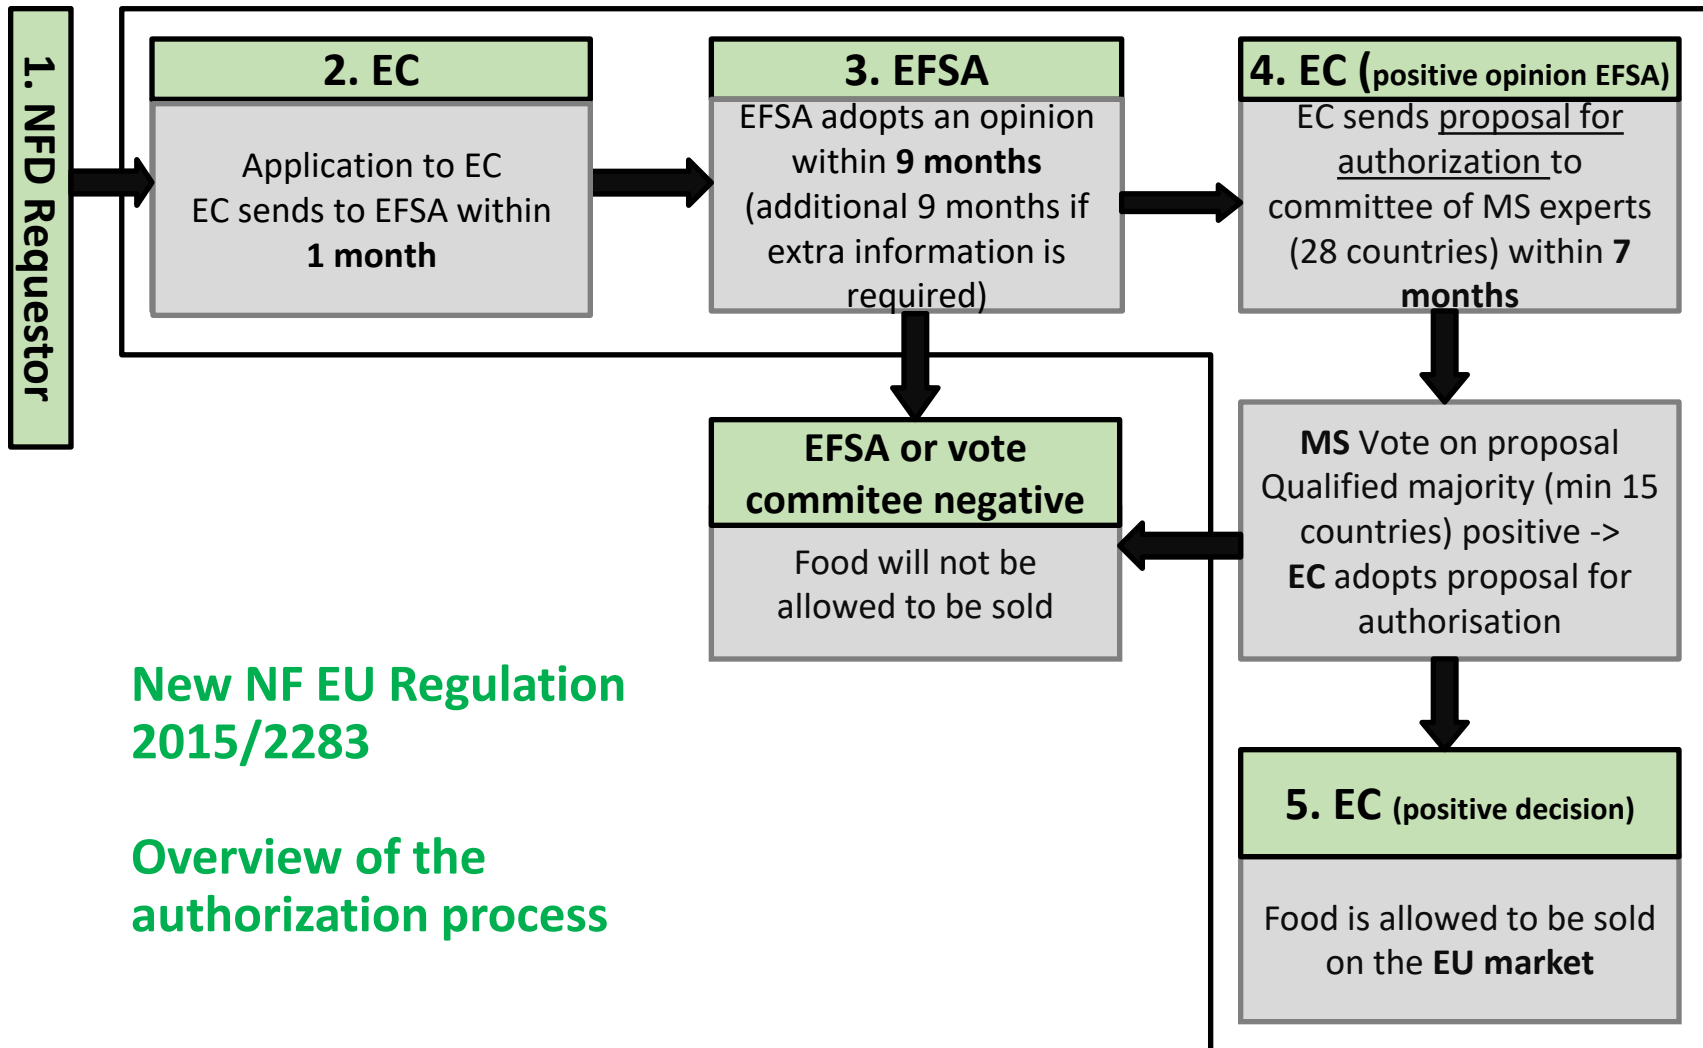 1. NFD Requestor
2. EC
Application to EC
EC sends to EFSA within
1 month
3. EFSA
EFSA adopts an opinion
within 9 months
(additional 9 months if
extra information is
required)
4. EC (positive opinion EFSA)
EC sends proposal for
authorization to
committee of MS experts
(28 countries) within 7
months
EFSA or vote
commitee negative
Food will not be
allowed to be sold
MS Vote on proposal
Qualified majority (min 15
countries) positive ->
EC adopts proposal for
authorisation
5. EC (positive decision)
Food is allowed to be sold
on the EU market
New NF EU Regulation
2015/2283
Overview of the
authorization process